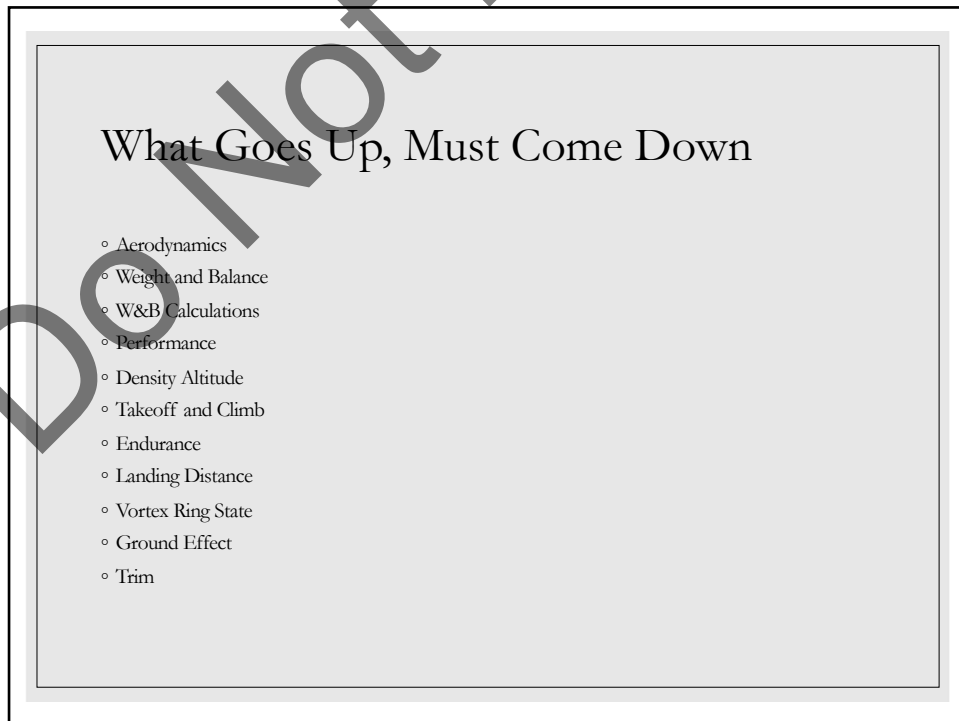 Do Not
What Goes Up, Must Come Down
◦ Aerodynamics
◦ Weight and Balance
◦ W&B Calculations
◦ Performance
◦ Density Altitude
◦ Takeoff and Climb
◦ Endurance
◦ Landing Distance
◦ Vortex Ring State
◦ Ground Effect
◦ Trim